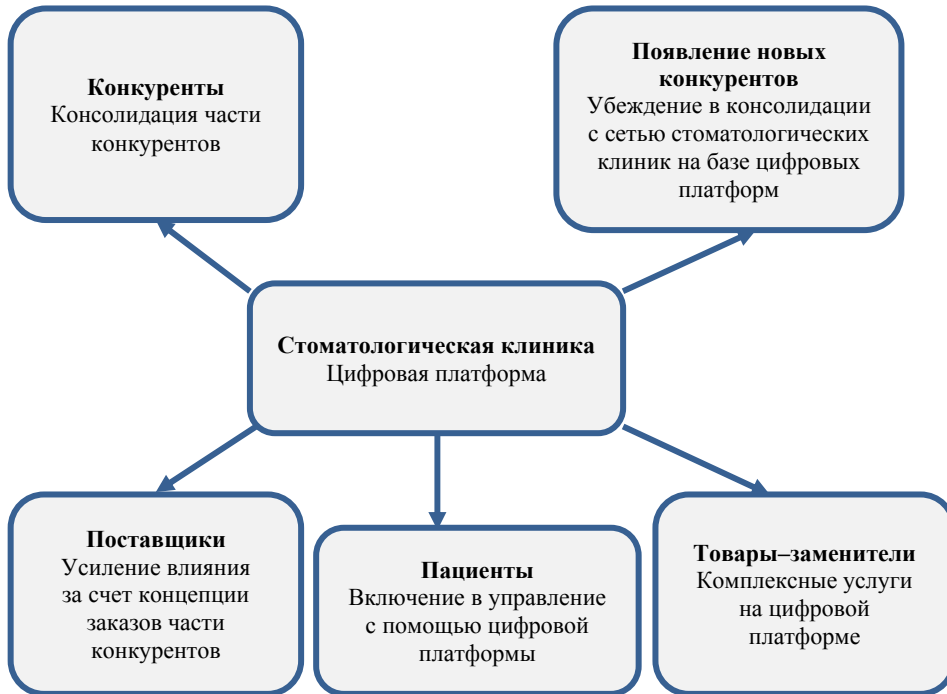 Конкуренты
Консолидация части
конкурентов
Появление новых
конкурентов
Убеждение в консолидации
с сетью стоматологических
клиник на базе цифровых
платформ
Стоматологическая клиника
Цифровая платформа
Поставщики
Усиление влияния
за счет концепции
заказов части
конкурентов
Пациенты
Включение в управление
с помощью цифровой
платформы
Товары–заменители
Комплексные услуги
на цифровой
платформе